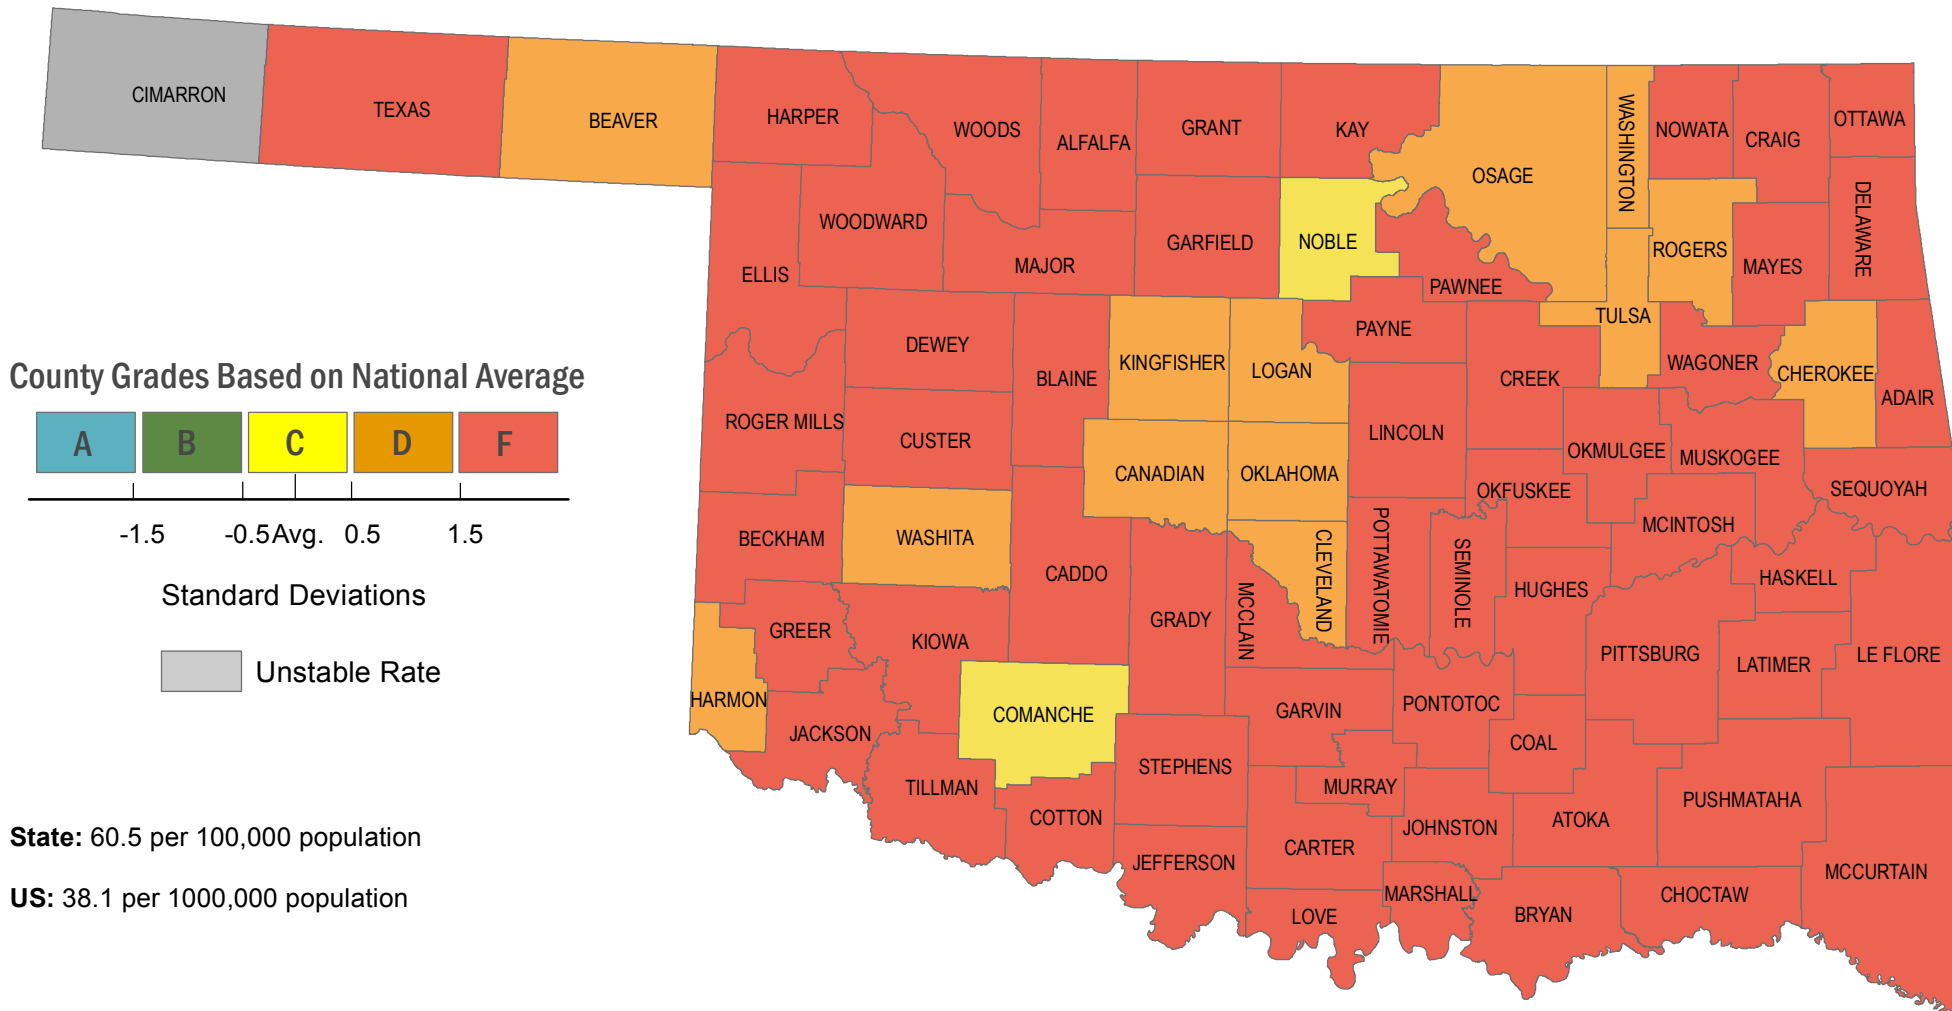 CIMARRON
TEXAS
BEAVER
HARPER
WOODS
ALFALFA
GRANT
KAY
OSAGE
WASHINGTON
NOWATA
CRAIG
OTTAWA
DELAWARE
ELLIS
WOODWARD
MAJOR
GARFIELD
NOBLE
PAWNEE
ROGERS
MAYES
TULSA
DEWEY
BLAINE
KINGFISHER
LOGAN
PAYNE
CREEK
WAGONER
CHEROKEE
ADAIR
ROGER MILLS
CUSTER
CANADIAN
OKLAHOMA
LINCOLN
OKMULGEE
MUSKOGEE
OKFUSKEE
SEQUOYAH
MCINTOSH
BECKHAM
WASHITA
CADDO
GRADY
MCCLAIN
CLEVELAND
POTTAWATOMIE
SEMINOLE
HUGHES
HASKELL
GREER
KIOWA
PITTSBURG
LATIMER
LE FLORE
HARMON
JACKSON
COMANCHE
GARVIN
PONTOTOC
COAL
TILLMAN
COTTON
STEPHENS
MURRAY
JOHNSTON
ATOKA
PUSHMATAHA
JEFFERSON
CARTER
LOVE
MARSHALL
BRYAN
CHOCTAW
MCCURTAIN
County Grades Based on National Average
A B C D F
-1.5 -0.5 Avg. 0.5 1.5
Standard Deviations
Unstable Rate
State: 60.5 per 100,000 population
US: 38.1 per 1000,000 population